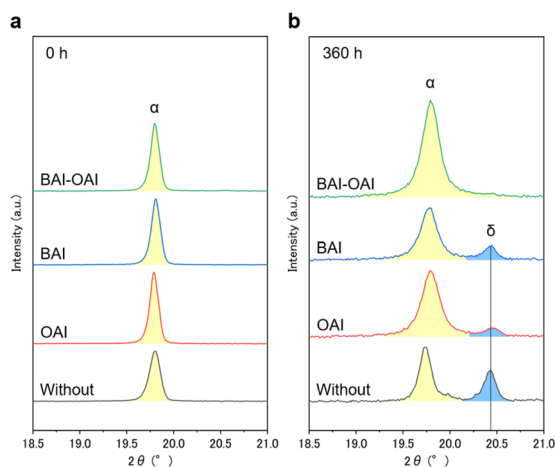 a
0 h
α
BAI-OAI
BAI
OAI
Without
Intensity (a.u.)
18.5 19.0 19.5 20.0 20.5 21.0
2θ (°)
b
360 h
α
BAI-OAI
BAI
δ
OAI
Without
Intensity (a.u.)
18.5 19.0 19.5 20.0 20.5 21.0
2θ (°)